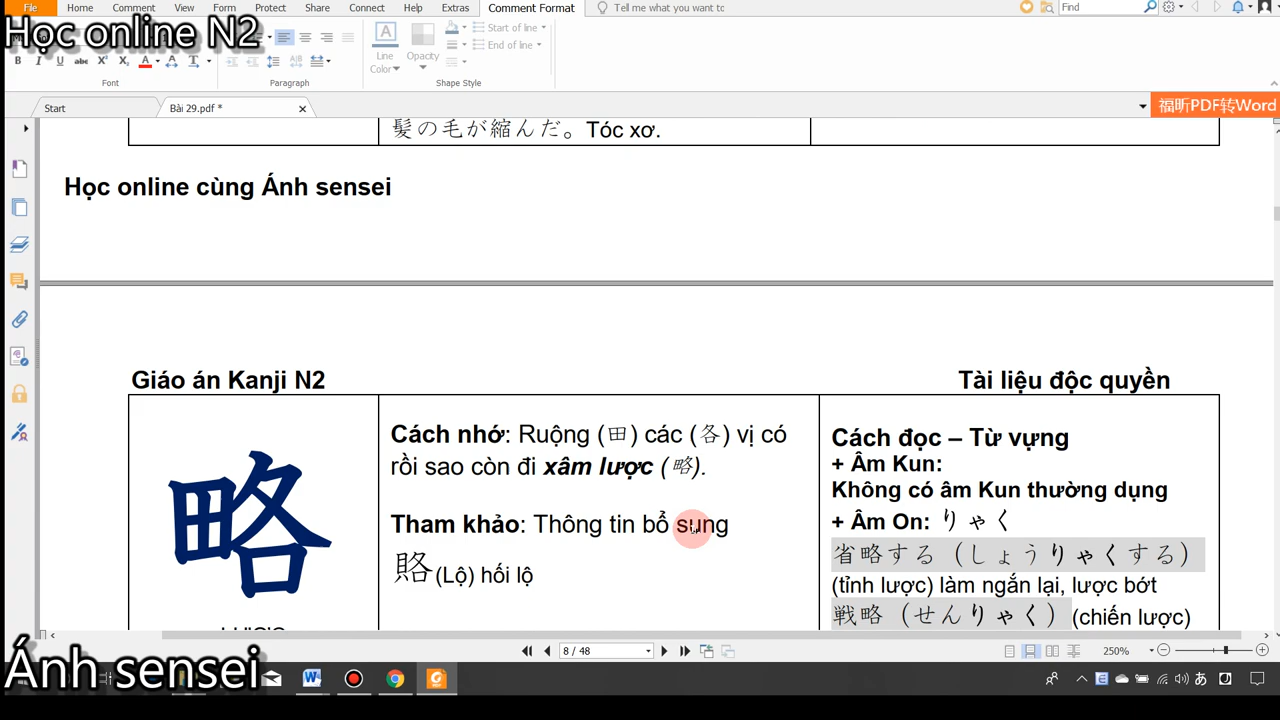 File Home Comment View Form Protect Share Connect Help Extras Comment Format Tell me what you want tc Find
Học online N2
Line Color
Opacity
Start of line
End of line
Font Paragraph Shape Style
Start Bài 29.pdf * 福昕PDF转Word
髪の毛が縮んだ。Tóc xơ.
Học online cùng Ánh sensei
Giáo án Kanji N2 Tài liệu độc quyền
略
Cách nhớ: Ruộng (田) các (各) vị có
rồi sao còn đi xâm lược (略).
Tham khảo: Thông tin bổ sung
賂(Lộ) hối lộ
Cách đọc – Từ vựng
+ Âm Kun:
Không có âm Kun thường dụng
+ Âm On: りゃく
省略する（しょうりゃくする）
(tỉnh lược) làm ngắn lại, lược bớt
戦略（せんりゃく）(chiến lược)
8 / 48 250%
Ánh sensei